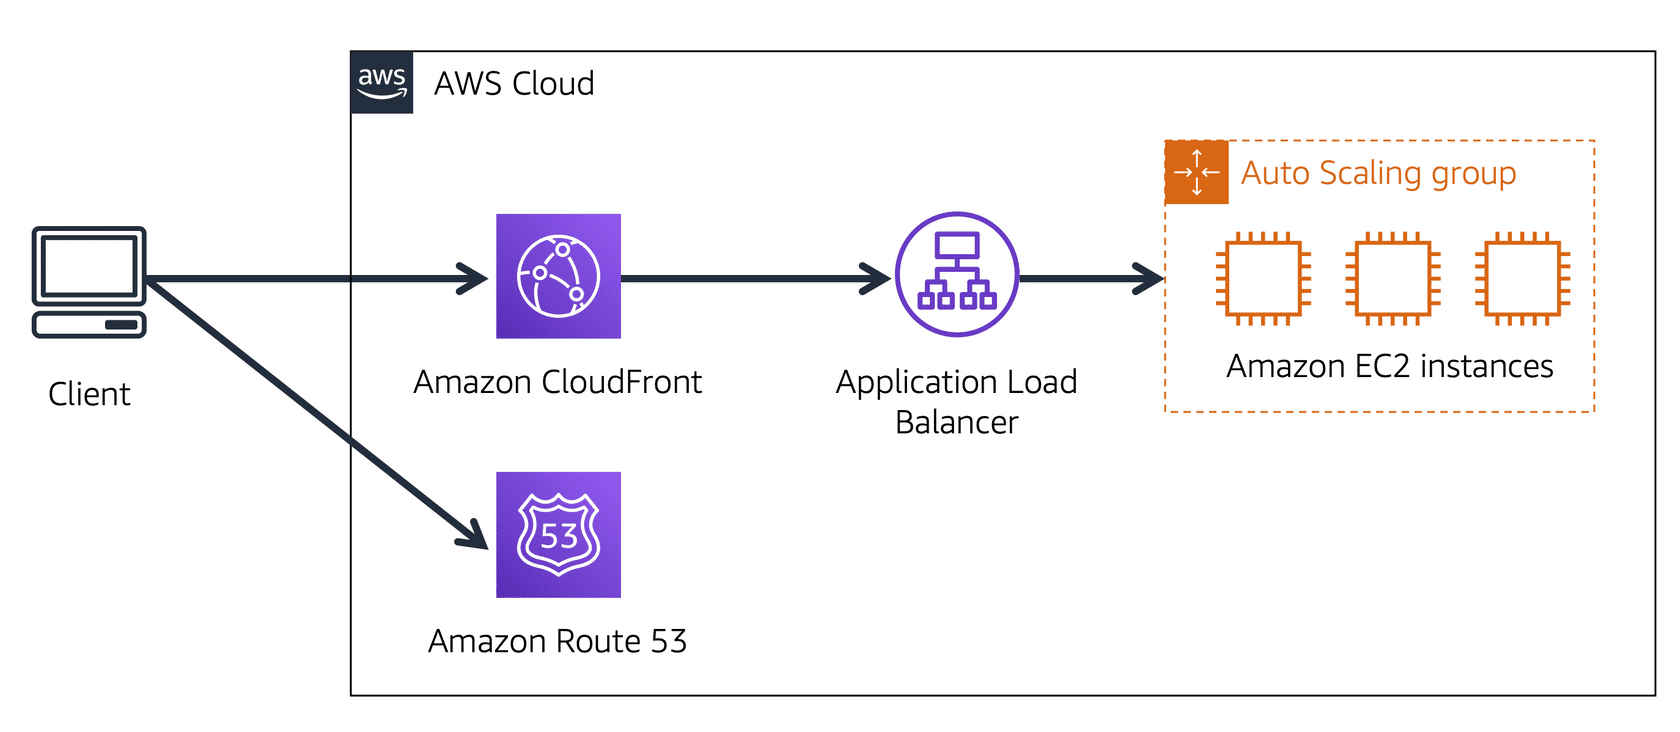 aws
AWS Cloud
Auto Scaling group
Amazon EC2 instances
Client
Amazon CloudFront
Application Load
Balancer
53
Amazon Route 53